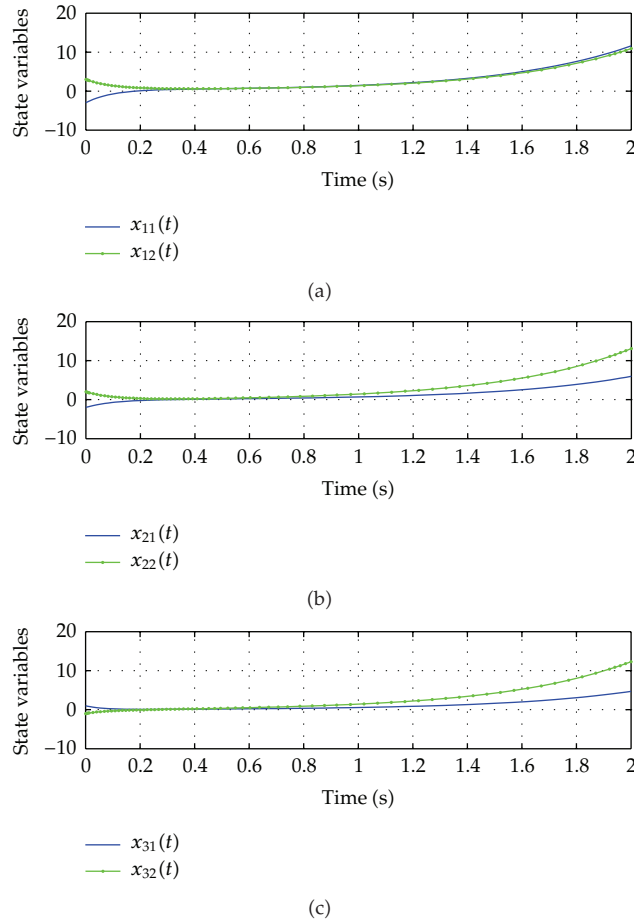 State variables
20
10
0
−10
0 0.2 0.4 0.6 0.8 1 1.2 1.4 1.6 1.8 2
Time (s)
x11(t)
x12(t)
(a)
State variables
20
10
0
−10
0 0.2 0.4 0.6 0.8 1 1.2 1.4 1.6 1.8 2
Time (s)
x21(t)
x22(t)
(b)
State variables
20
10
0
−10
0 0.2 0.4 0.6 0.8 1 1.2 1.4 1.6 1.8 2
Time (s)
x31(t)
x32(t)
(c)